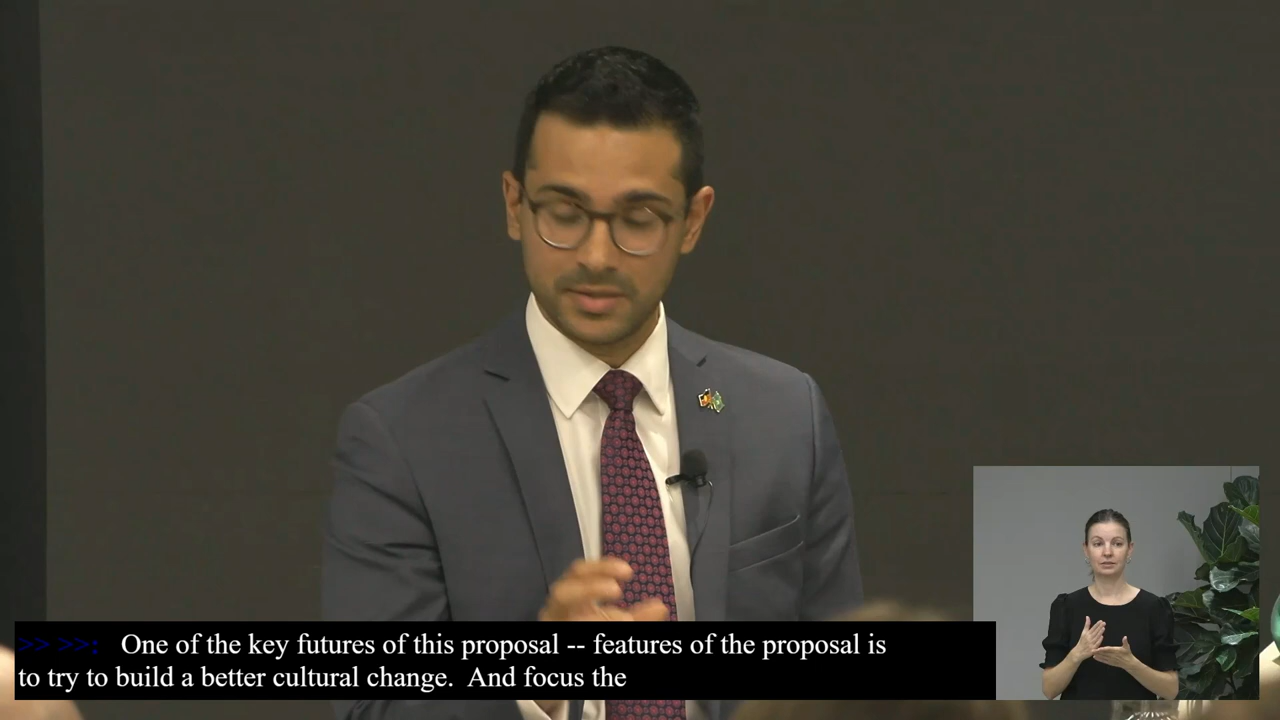 >> >>: One of the key futures of this proposal -- features of the proposal is
to try to build a better cultural change. And focus the